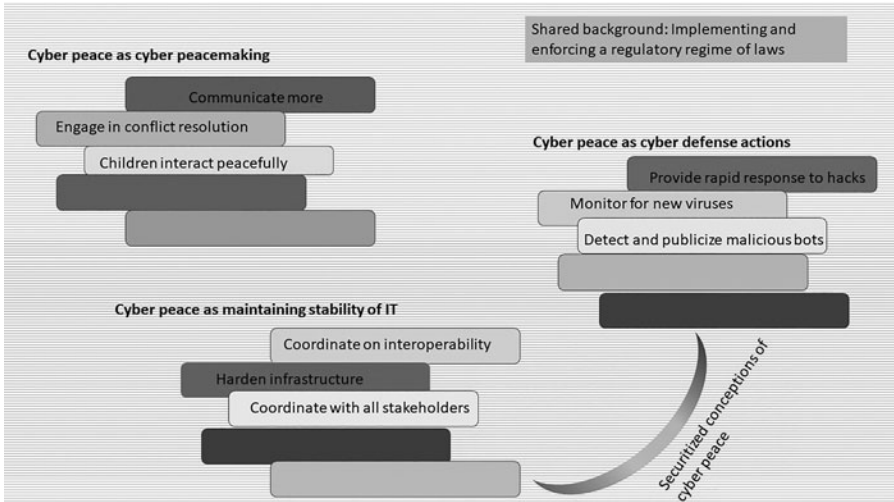 Shared background: Implementing and
enforcing a regulatory regime of laws
Cyber peace as cyber peacemaking
Communicate more
Engage in conflict resolution
Children interact peacefully
Cyber peace as cyber defense actions
Provide rapid response to hacks
Monitor for new viruses
Detect and publicize malicious bots
Cyber peace as maintaining stability of IT
Coordinate on interoperability
Harden infrastructure
Coordinate with all stakeholders
Securitized conceptions of
cyber peace